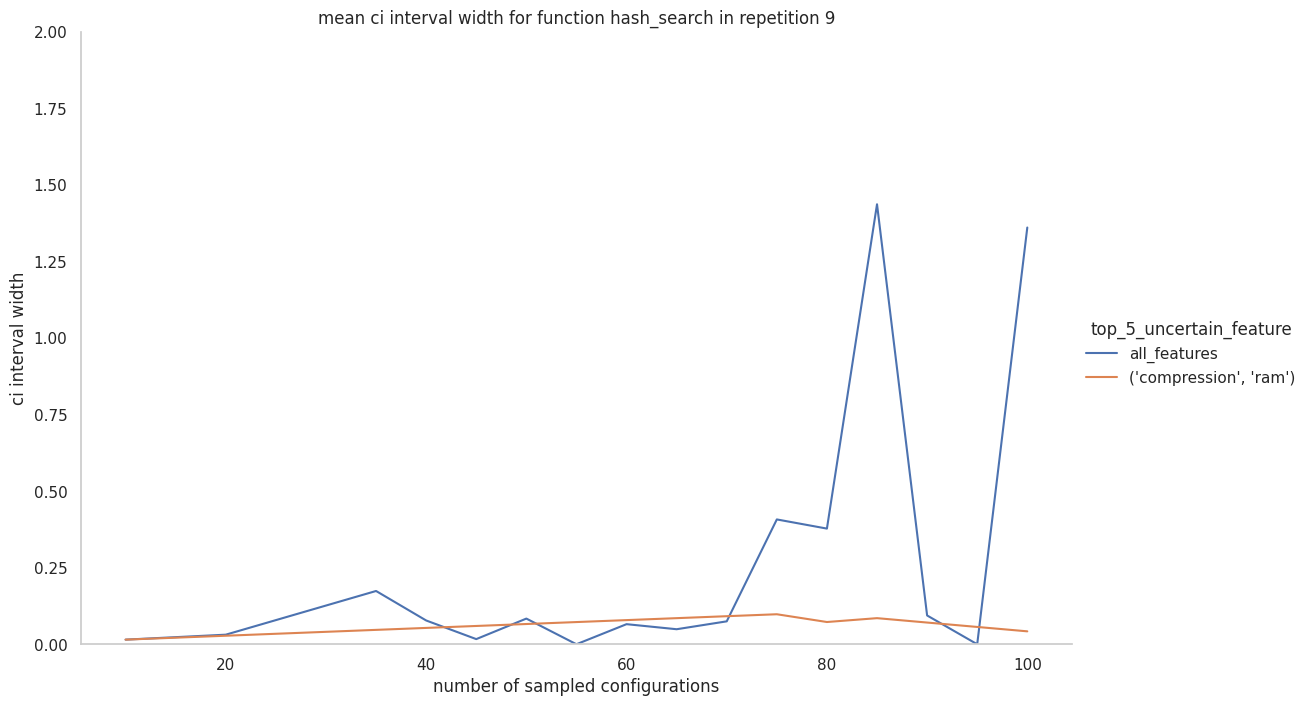 mean ci interval width for function hash_search in repetition 9
2.00
1.75
1.50
1.25
1.00
0.75
0.50
0.25
0.00
ci interval width
20
40
60
80
100
number of sampled configurations
top_5_uncertain_feature
all_features
('compression', 'ram')